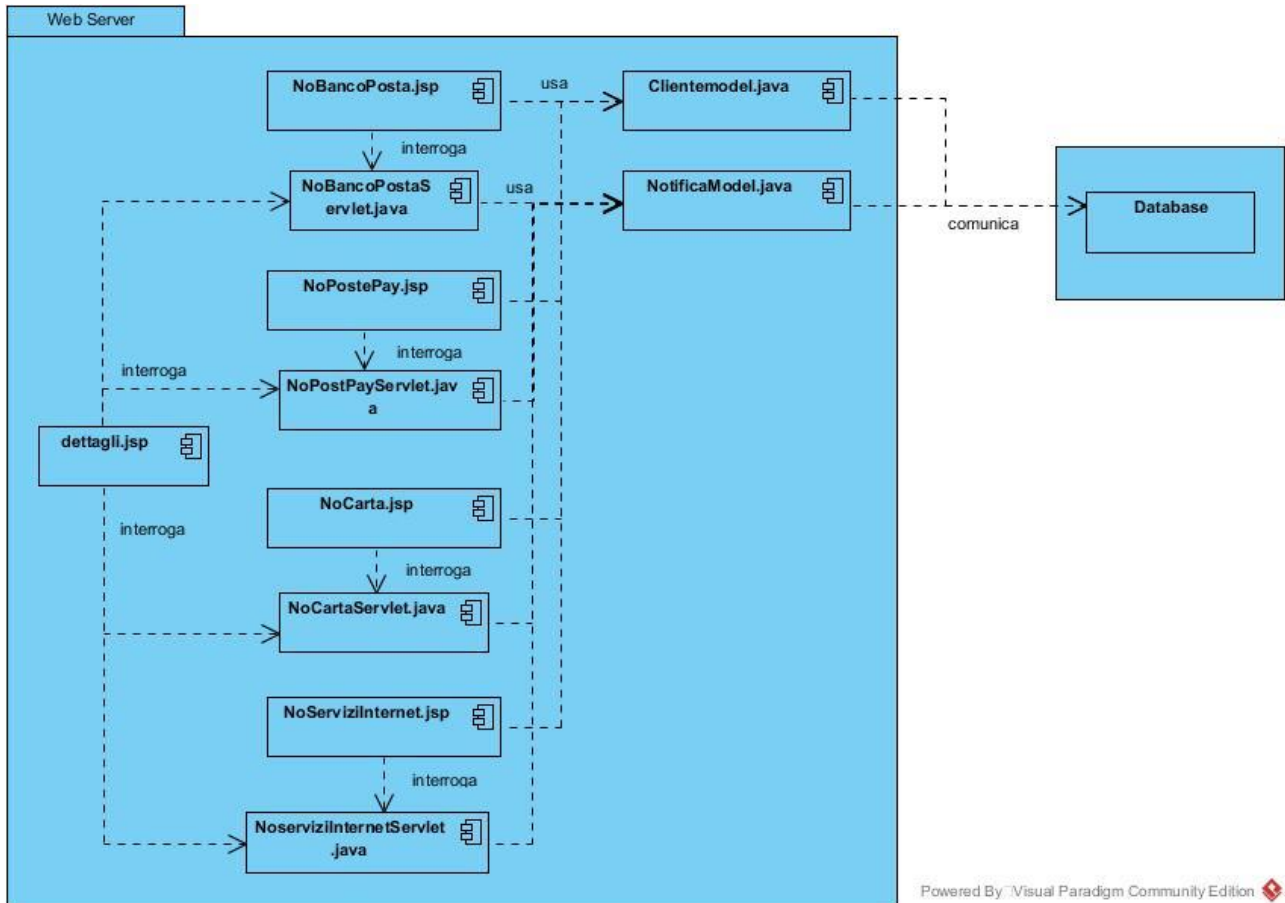 Web Server
NoBancoPosta.jsp
usa
Clientemodel.java
interroga
NoBancoPostaS
ervlet.java
usa
NotificaModel.java
Database
comunica
NoPostePay.jsp
interroga
interroga
NoPostPayServlet.jav
a
dettagli.jsp
NoCarta.jsp
interroga
interroga
NoCartaServlet.java
NoServiziInternet.jsp
interroga
NoserviziInternetServlet
.java
Powered By Visual Paradigm Community Edition